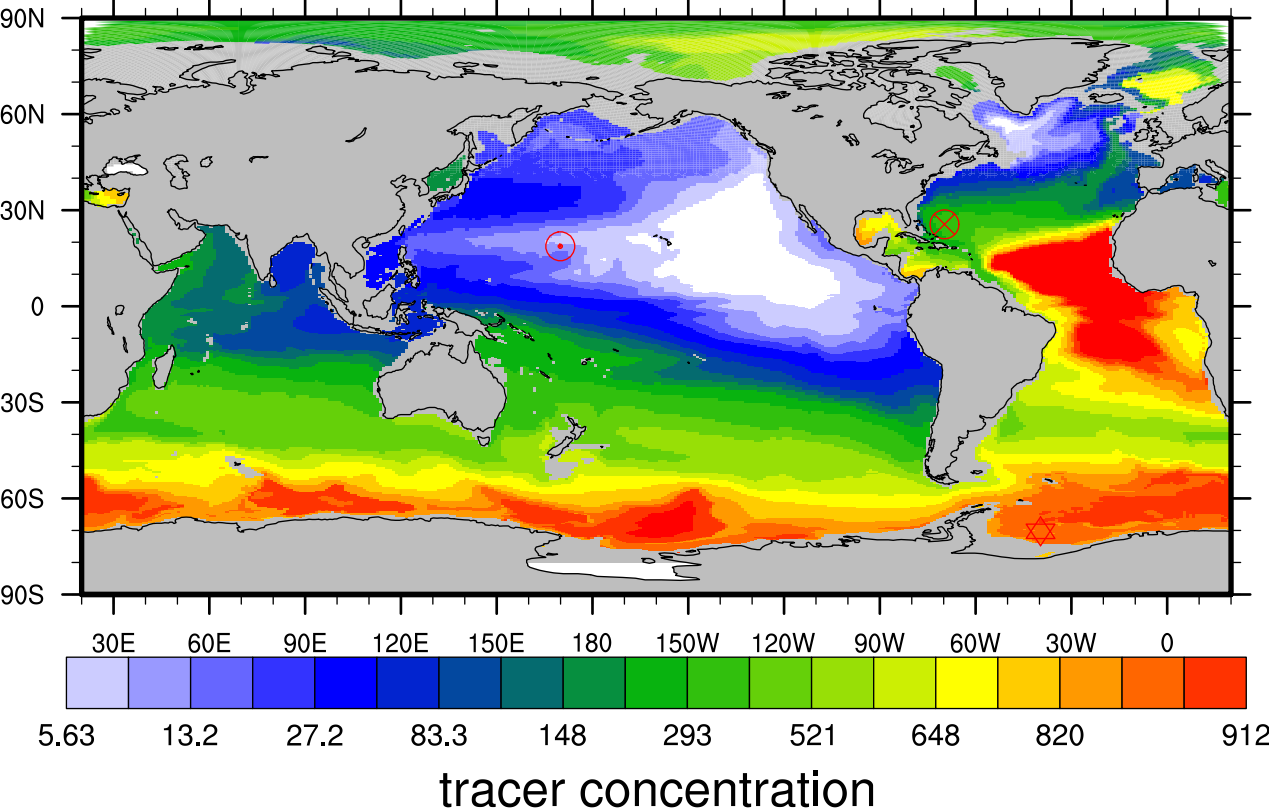 90N
60N
30N
0
30S
60S
90S
30E 60E 90E 120E 150E 180 150W 120W 90W 60W 30W 0
5.63 13.2 27.2 83.3 148 293 521 648 820 912
tracer concentration